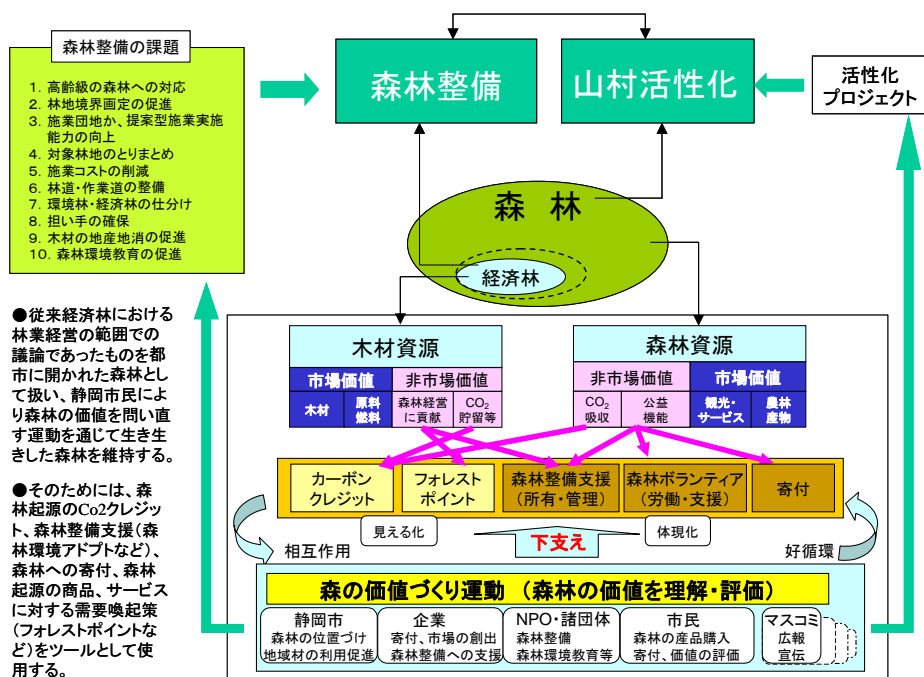 森林整備の課題
1. 高齢級の森林への対応
2. 林地境界画定の促進
3. 施業団地か、提案型施業実施
能力の向上
4. 対象林地のとりまとめ
5. 施業コストの削減
6. 林道・作業道の整備
7. 環境林・経済林の仕分け
8. 担い手の確保
9. 木材の地産地消の促進
10. 森林環境教育の促進
森林整備
山村活性化
活性化
プロジェクト
森 林
経済林
●従来経済林における
林業経営の範囲での
議論であったものを都
市に開かれた森林とし
て扱い、静岡市民によ
り森林の価値を問い直
す運動を通じて生き生
きした森林を維持する。
●そのためには、森
林起源のCo2クレジッ
ト、森林整備支援(森
林環境アドプトなど)、
森林への寄付、森林
起源の商品、サービス
に対する需要喚起策
(フォレストポイントな
ど)をツールとして使
用する。
木材資源
市場価値
非市場価値
木材
原料
燃料
森林経営
に貢献
CO2
貯留等
森林資源
非市場価値
市場価値
CO2
吸収
公益
機能
観光・
サービス
農林
産物
カーボン
クレジット
フォレスト
ポイント
森林整備支援
(所有・管理)
森林ボランティア
(労働・支援)
寄付
見える化
下支え
体現化
相互作用
好循環
森の価値づくり運動 (森林の価値を理解・評価)
静岡市
森林の位置づけ
地域材の利用促進
企業
寄付、市場の創出
森林整備への支援
NPO・諸団体
森林整備
森林環境教育等
市民
森林の産品購入
寄付、価値の評価
マスコミ
広報
宣伝